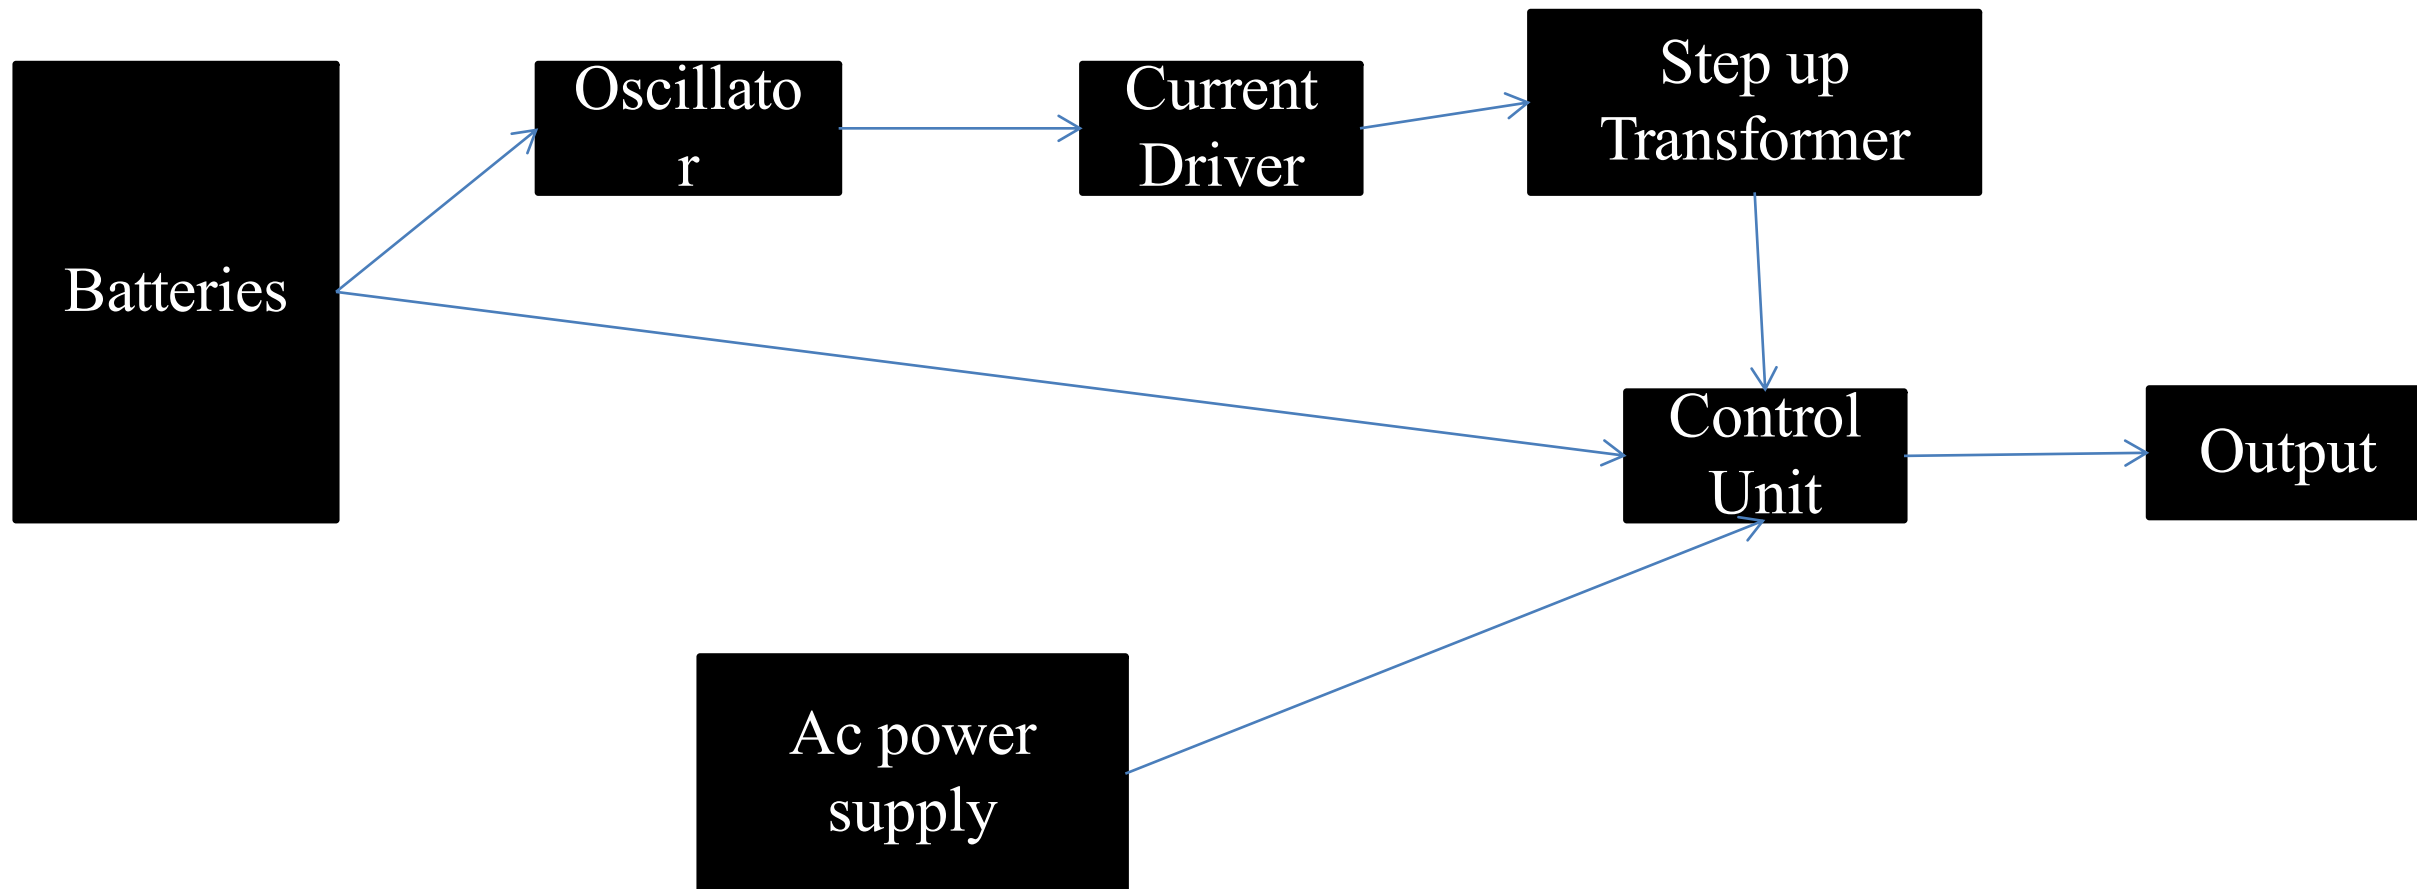 Batteries
Oscillato
r
Current
Driver
Step up
Transformer
Control
Unit
Output
Ac power
supply